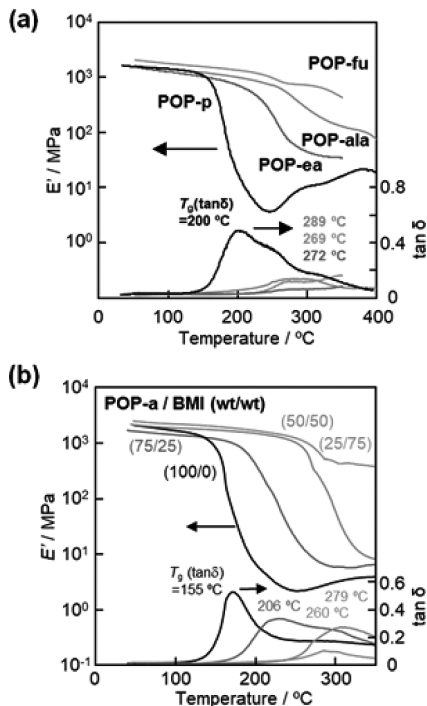 (a)
10⁴
POP-fu
10³
POP-p
10²
POP-ala
E' / MPa
POP-ea
10¹
0.8
Tg(tanδ)
=200 ºC
289 ºC
269 ºC
272 ºC
10⁰
0.4
tan δ
0
0 100 200 300 400
Temperature / ºC
(b)
10⁴
POP-a / BMI (wt/wt)
(50/50)
(25/75)
10³
(75/25)
(100/0)
10²
E' / MPa
10¹
Tg (tanδ)
=155 ºC
0.6
279 ºC
206 ºC
260 ºC
10⁰
0.4
tan δ
0.2
10⁻¹
0
0 100 200 300
Temperature / ºC